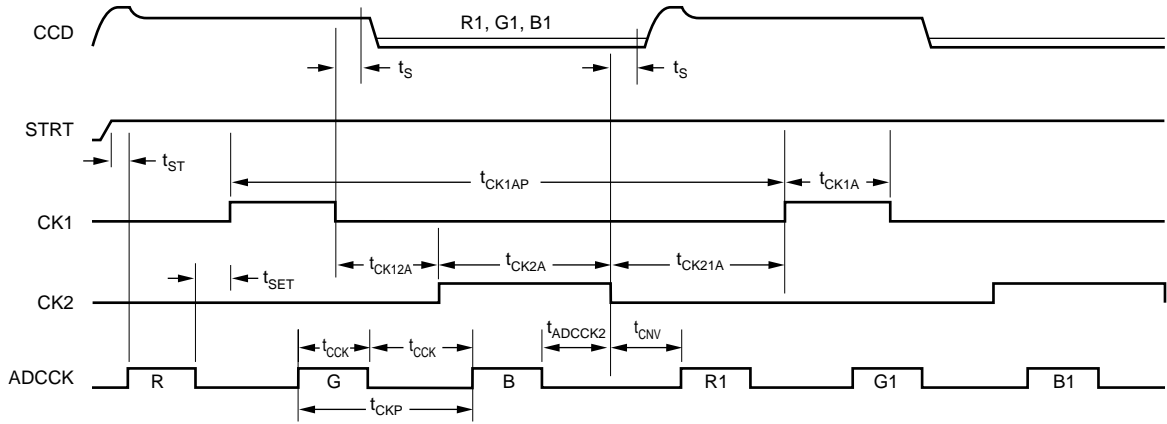 CCD
R1, G1, B1
tS
tS
STRT
tST
tCK1AP
tCK1A
CK1
tSET
tCK12A
tCK2A
tCK21A
CK2
tCCK
tCCK
tADCCK2
tCNV
ADCCK
R
G
B
R1
G1
B1
tCKP